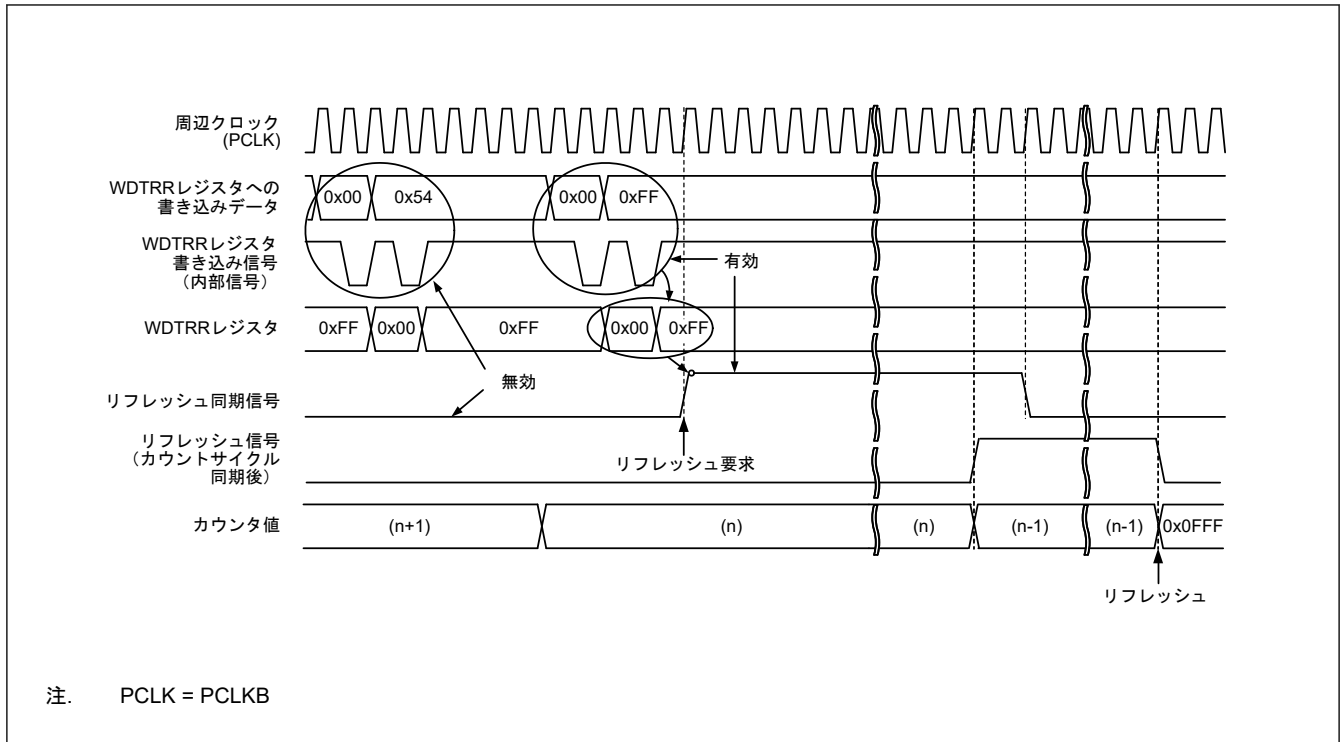 周辺クロック
(PCLK)
WDTRRレジスタへの
書き込みデータ
0x00
0x54
0x00
0xFF
WDTRRレジスタ
書き込み信号
（内部信号）
有効
WDTRRレジスタ
0xFF
0x00
0xFF
0x00
0xFF
無効
リフレッシュ同期信号
リフレッシュ要求
リフレッシュ信号
（カウントサイクル
同期後）
カウンタ値
(n+1)
(n)
(n)
(n-1)
(n-1)
0x0FFF
リフレッシュ
注. PCLK = PCLKB